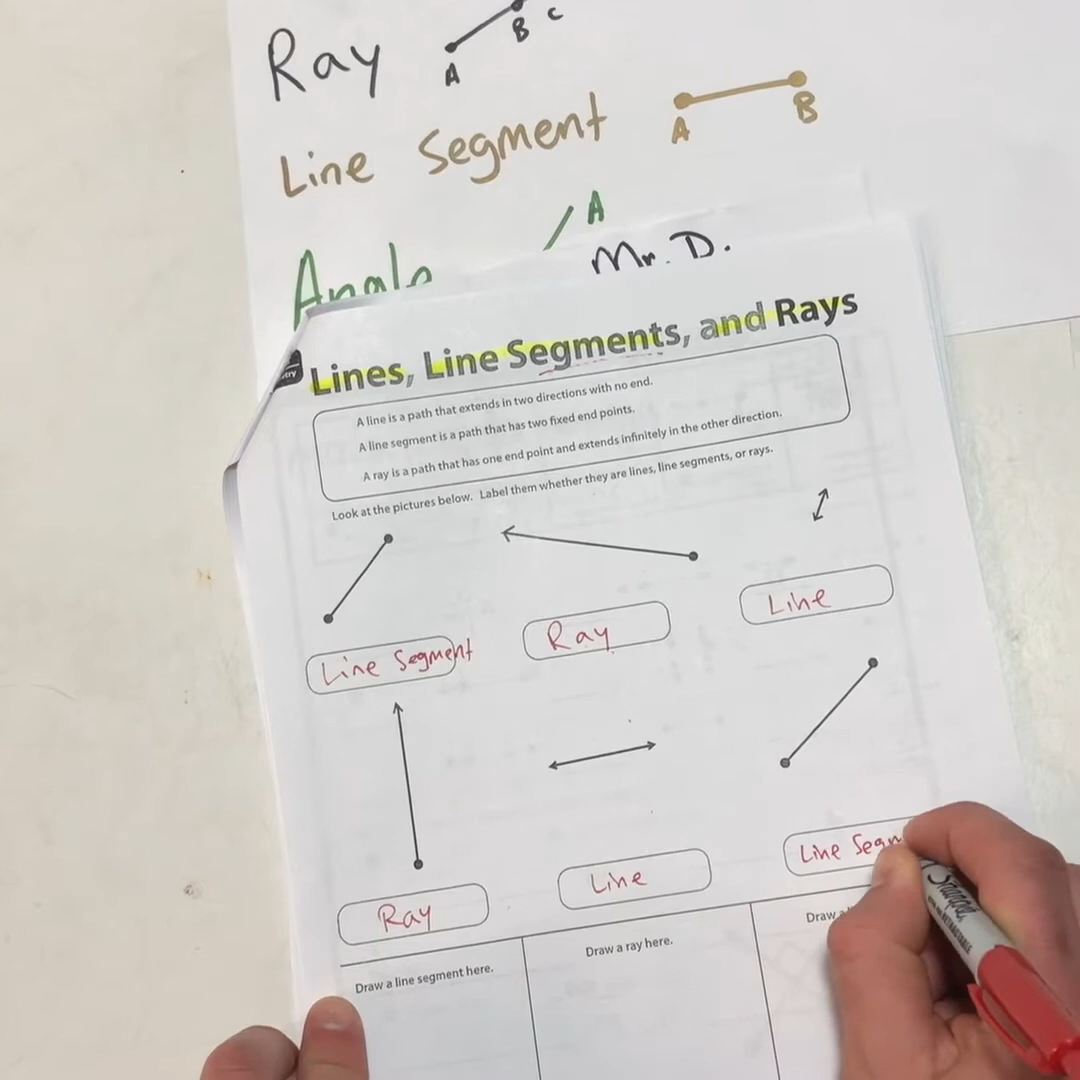 Ray
A
B
C
Line Segment
A
B
A
Mr. D.
Lines, Line Segments, and Rays
A line is a path that extends in two directions with no end.
A line segment is a path that has two fixed end points.
A ray is a path that has one end point and extends infinitely in the other direction.
Look at the pictures below. Label them whether they are lines, line segments, or rays.
Line Segment
Ray
Line
Ray
Line
Line Segm
Draw a line segment here.
Draw a ray here.
Draw